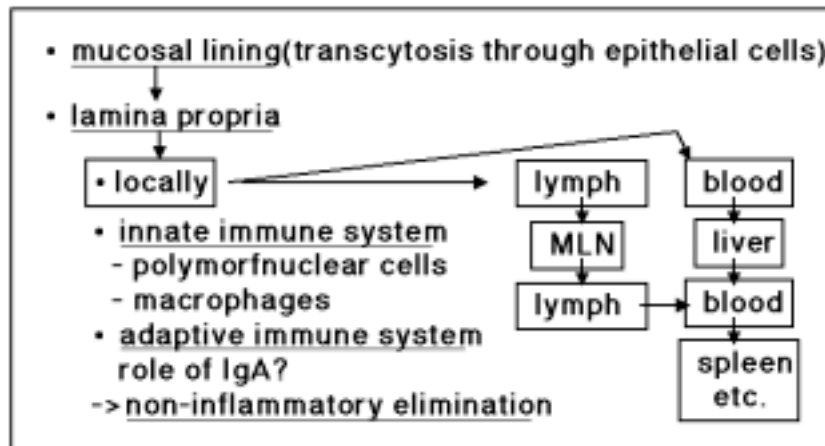 • mucosal lining(transcytosis through epithelial cells)
• lamina propria
• locally
lymph
blood
• innate immune system
MLN
liver
- polymorfnuclear cells
- macrophages
lymph
blood
• adaptive immune system
role of IgA?
spleen
etc.
-> non-inflammatory elimination